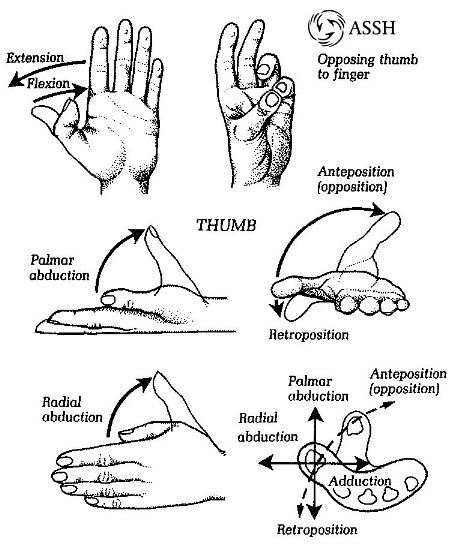 ASSH
Extension
Flexion
Opposing thumb
to finger
Anteposition
(opposition)
THUMB
Palmar
abduction
Retroposition
Radial
abduction
Palmar
abduction
Anteposition
(opposition)
Radial
abduction
Adduction
Retroposition